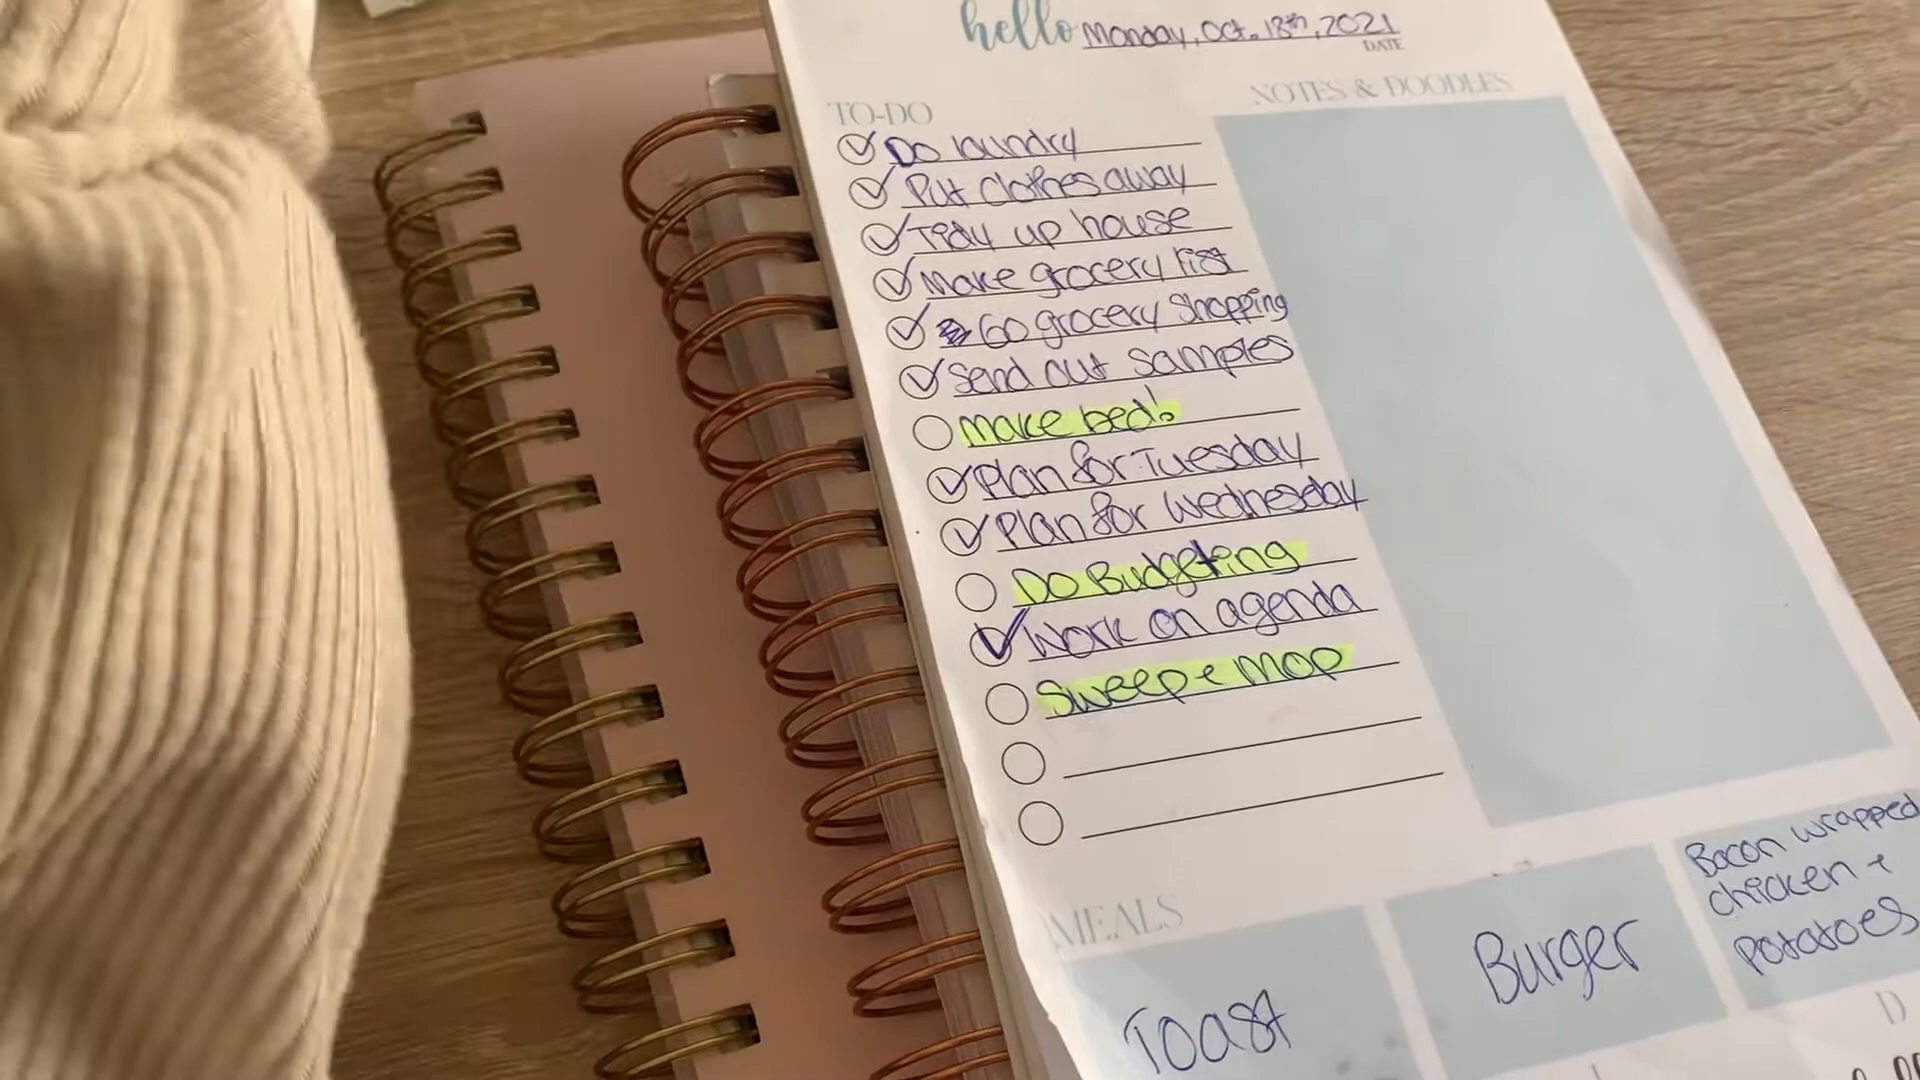 hello Monday, Oct. 18th, 2021
DATE
TO-DO
NOTES & DOODLES
Do laundry
Put clothes away
Tidy up house
Make grocery list
Go grocery shopping
Send out samples
Make bed!
Plan for Tuesday
Plan for Wednesday
Do Budgeting
Work on agenda
Sweep + Mop
MEALS
Toast
Burger
Bacon wrapped
chicken +
potatoes
D